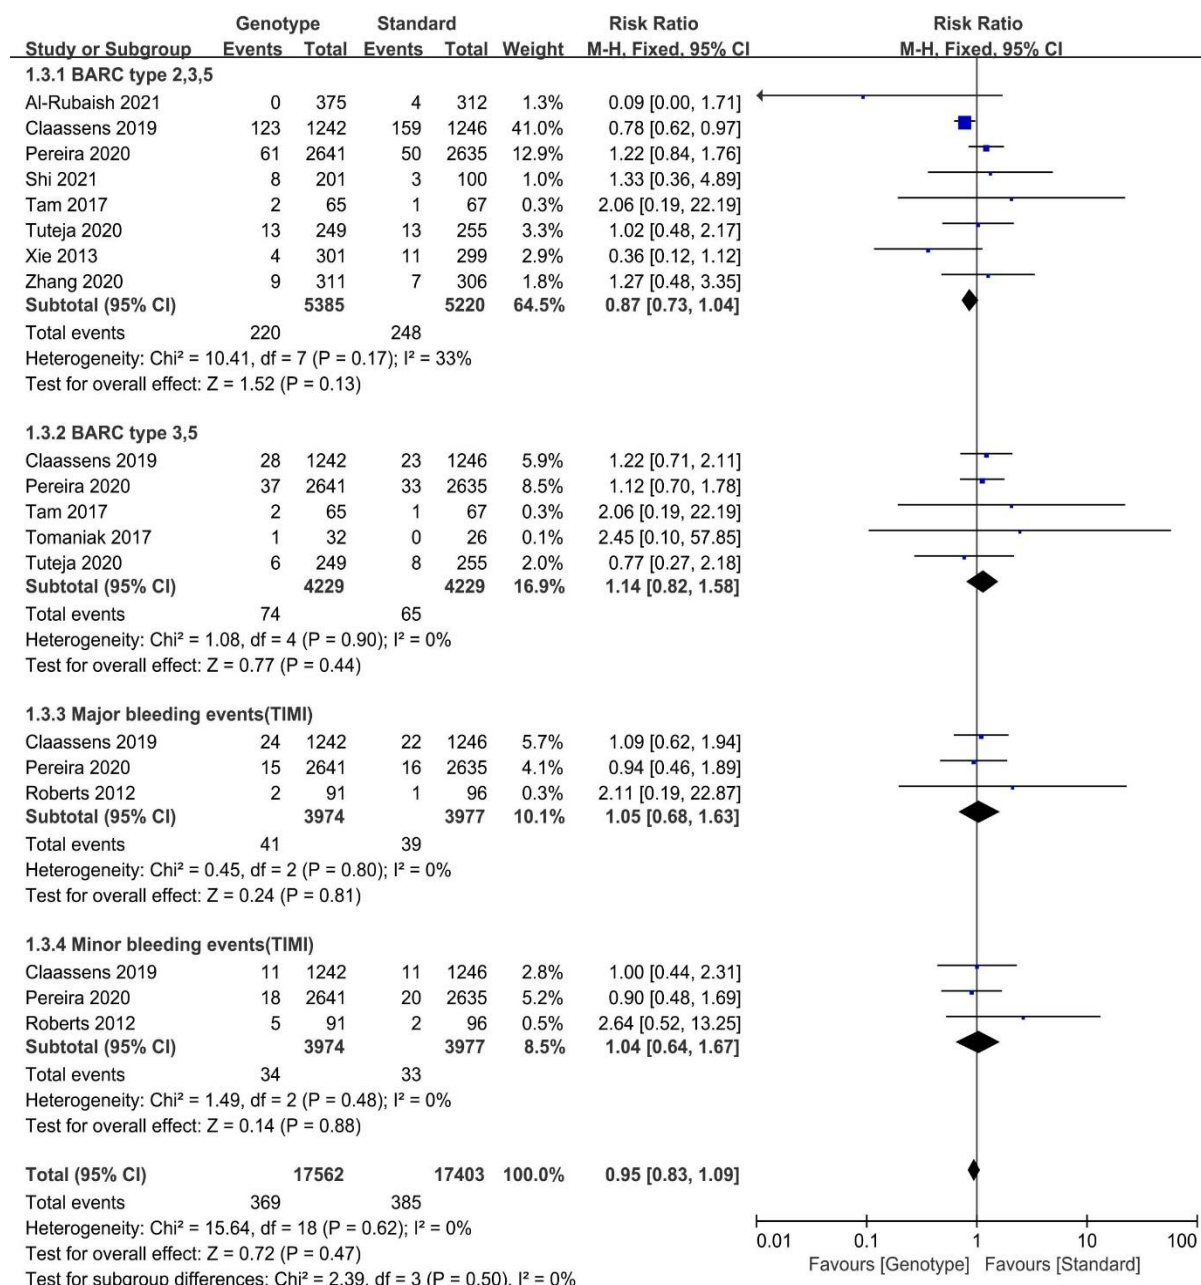 Genotype Standard Risk Ratio Risk Ratio
Study or Subgroup Events Total Events Total Weight M-H, Fixed, 95% CI M-H, Fixed, 95% CI
1.3.1 BARC type 2,3,5
Al-Rubaish 2021 0 375 4 312 1.3% 0.09 [0.00, 1.71]
Claassens 2019 123 1242 159 1246 41.0% 0.78 [0.62, 0.97]
Pereira 2020 61 2641 50 2635 12.9% 1.22 [0.84, 1.76]
Shi 2021 8 201 3 100 1.0% 1.33 [0.36, 4.89]
Tam 2017 2 65 1 67 0.3% 2.06 [0.19, 22.19]
Tuteja 2020 13 249 13 255 3.3% 1.02 [0.48, 2.17]
Xie 2013 4 301 11 299 2.9% 0.36 [0.12, 1.12]
Zhang 2020 9 311 7 306 1.8% 1.27 [0.48, 3.35]
Subtotal (95% CI) 5385 5220 64.5% 0.87 [0.73, 1.04]
Total events 220 248
Heterogeneity: Chi² = 10.41, df = 7 (P = 0.17); I² = 33%
Test for overall effect: Z = 1.52 (P = 0.13)
1.3.2 BARC type 3,5
Claassens 2019 28 1242 23 1246 5.9% 1.22 [0.71, 2.11]
Pereira 2020 37 2641 33 2635 8.5% 1.12 [0.70, 1.78]
Tam 2017 2 65 1 67 0.3% 2.06 [0.19, 22.19]
Tomaniak 2017 1 32 0 26 0.1% 2.45 [0.10, 57.85]
Tuteja 2020 6 249 8 255 2.0% 0.77 [0.27, 2.18]
Subtotal (95% CI) 4229 4229 16.9% 1.14 [0.82, 1.58]
Total events 74 65
Heterogeneity: Chi² = 1.08, df = 4 (P = 0.90); I² = 0%
Test for overall effect: Z = 0.77 (P = 0.44)
1.3.3 Major bleeding events(TIMI)
Claassens 2019 24 1242 22 1246 5.7% 1.09 [0.62, 1.94]
Pereira 2020 15 2641 16 2635 4.1% 0.94 [0.46, 1.89]
Roberts 2012 2 91 1 96 0.3% 2.11 [0.19, 22.87]
Subtotal (95% CI) 3974 3977 10.1% 1.05 [0.68, 1.63]
Total events 41 39
Heterogeneity: Chi² = 0.45, df = 2 (P = 0.80); I² = 0%
Test for overall effect: Z = 0.24 (P = 0.81)
1.3.4 Minor bleeding events(TIMI)
Claassens 2019 11 1242 11 1246 2.8% 1.00 [0.44, 2.31]
Pereira 2020 18 2641 20 2635 5.2% 0.90 [0.48, 1.69]
Roberts 2012 5 91 2 96 0.5% 2.64 [0.52, 13.25]
Subtotal (95% CI) 3974 3977 8.5% 1.04 [0.64, 1.67]
Total events 34 33
Heterogeneity: Chi² = 1.49, df = 2 (P = 0.48); I² = 0%
Test for overall effect: Z = 0.14 (P = 0.88)
Total (95% CI) 17562 17403 100.0% 0.95 [0.83, 1.09]
Total events 369 385
Heterogeneity: Chi² = 15.64, df = 18 (P = 0.62); I² = 0%
Test for overall effect: Z = 0.72 (P = 0.47)
Test for subgroup differences: Chi² = 2.39, df = 3 (P = 0.50), I² = 0%
0.01 0.1 1 10 100
Favours [Genotype] Favours [Standard]